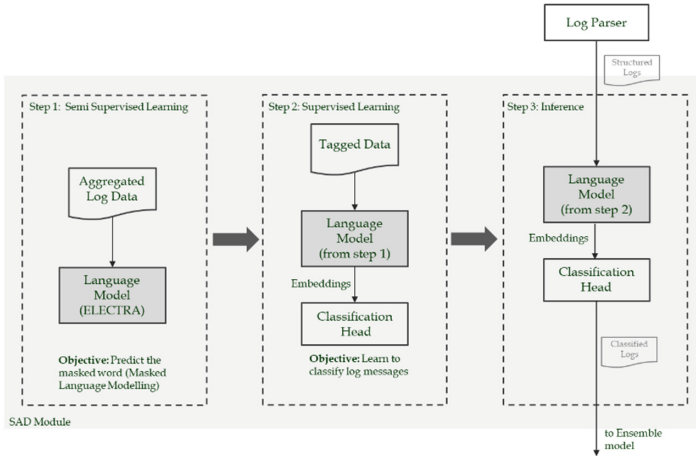 Log Parser
Structured
Logs
Step 1: Semi Supervised Learning
Aggregated
Log Data
Language
Model
(ELECTRA)
Objective: Predict the
masked word (Masked
Language Modelling)
Step 2: Supervised Learning
Tagged Data
Language
Model
(from step 1)
Embeddings
Classification
Head
Objective: Learn to
classify log messages
Step 3: Inference
Language
Model
(from step 2)
Embeddings
Classification
Head
Classified
Logs
SAD Module
to Ensemble
model